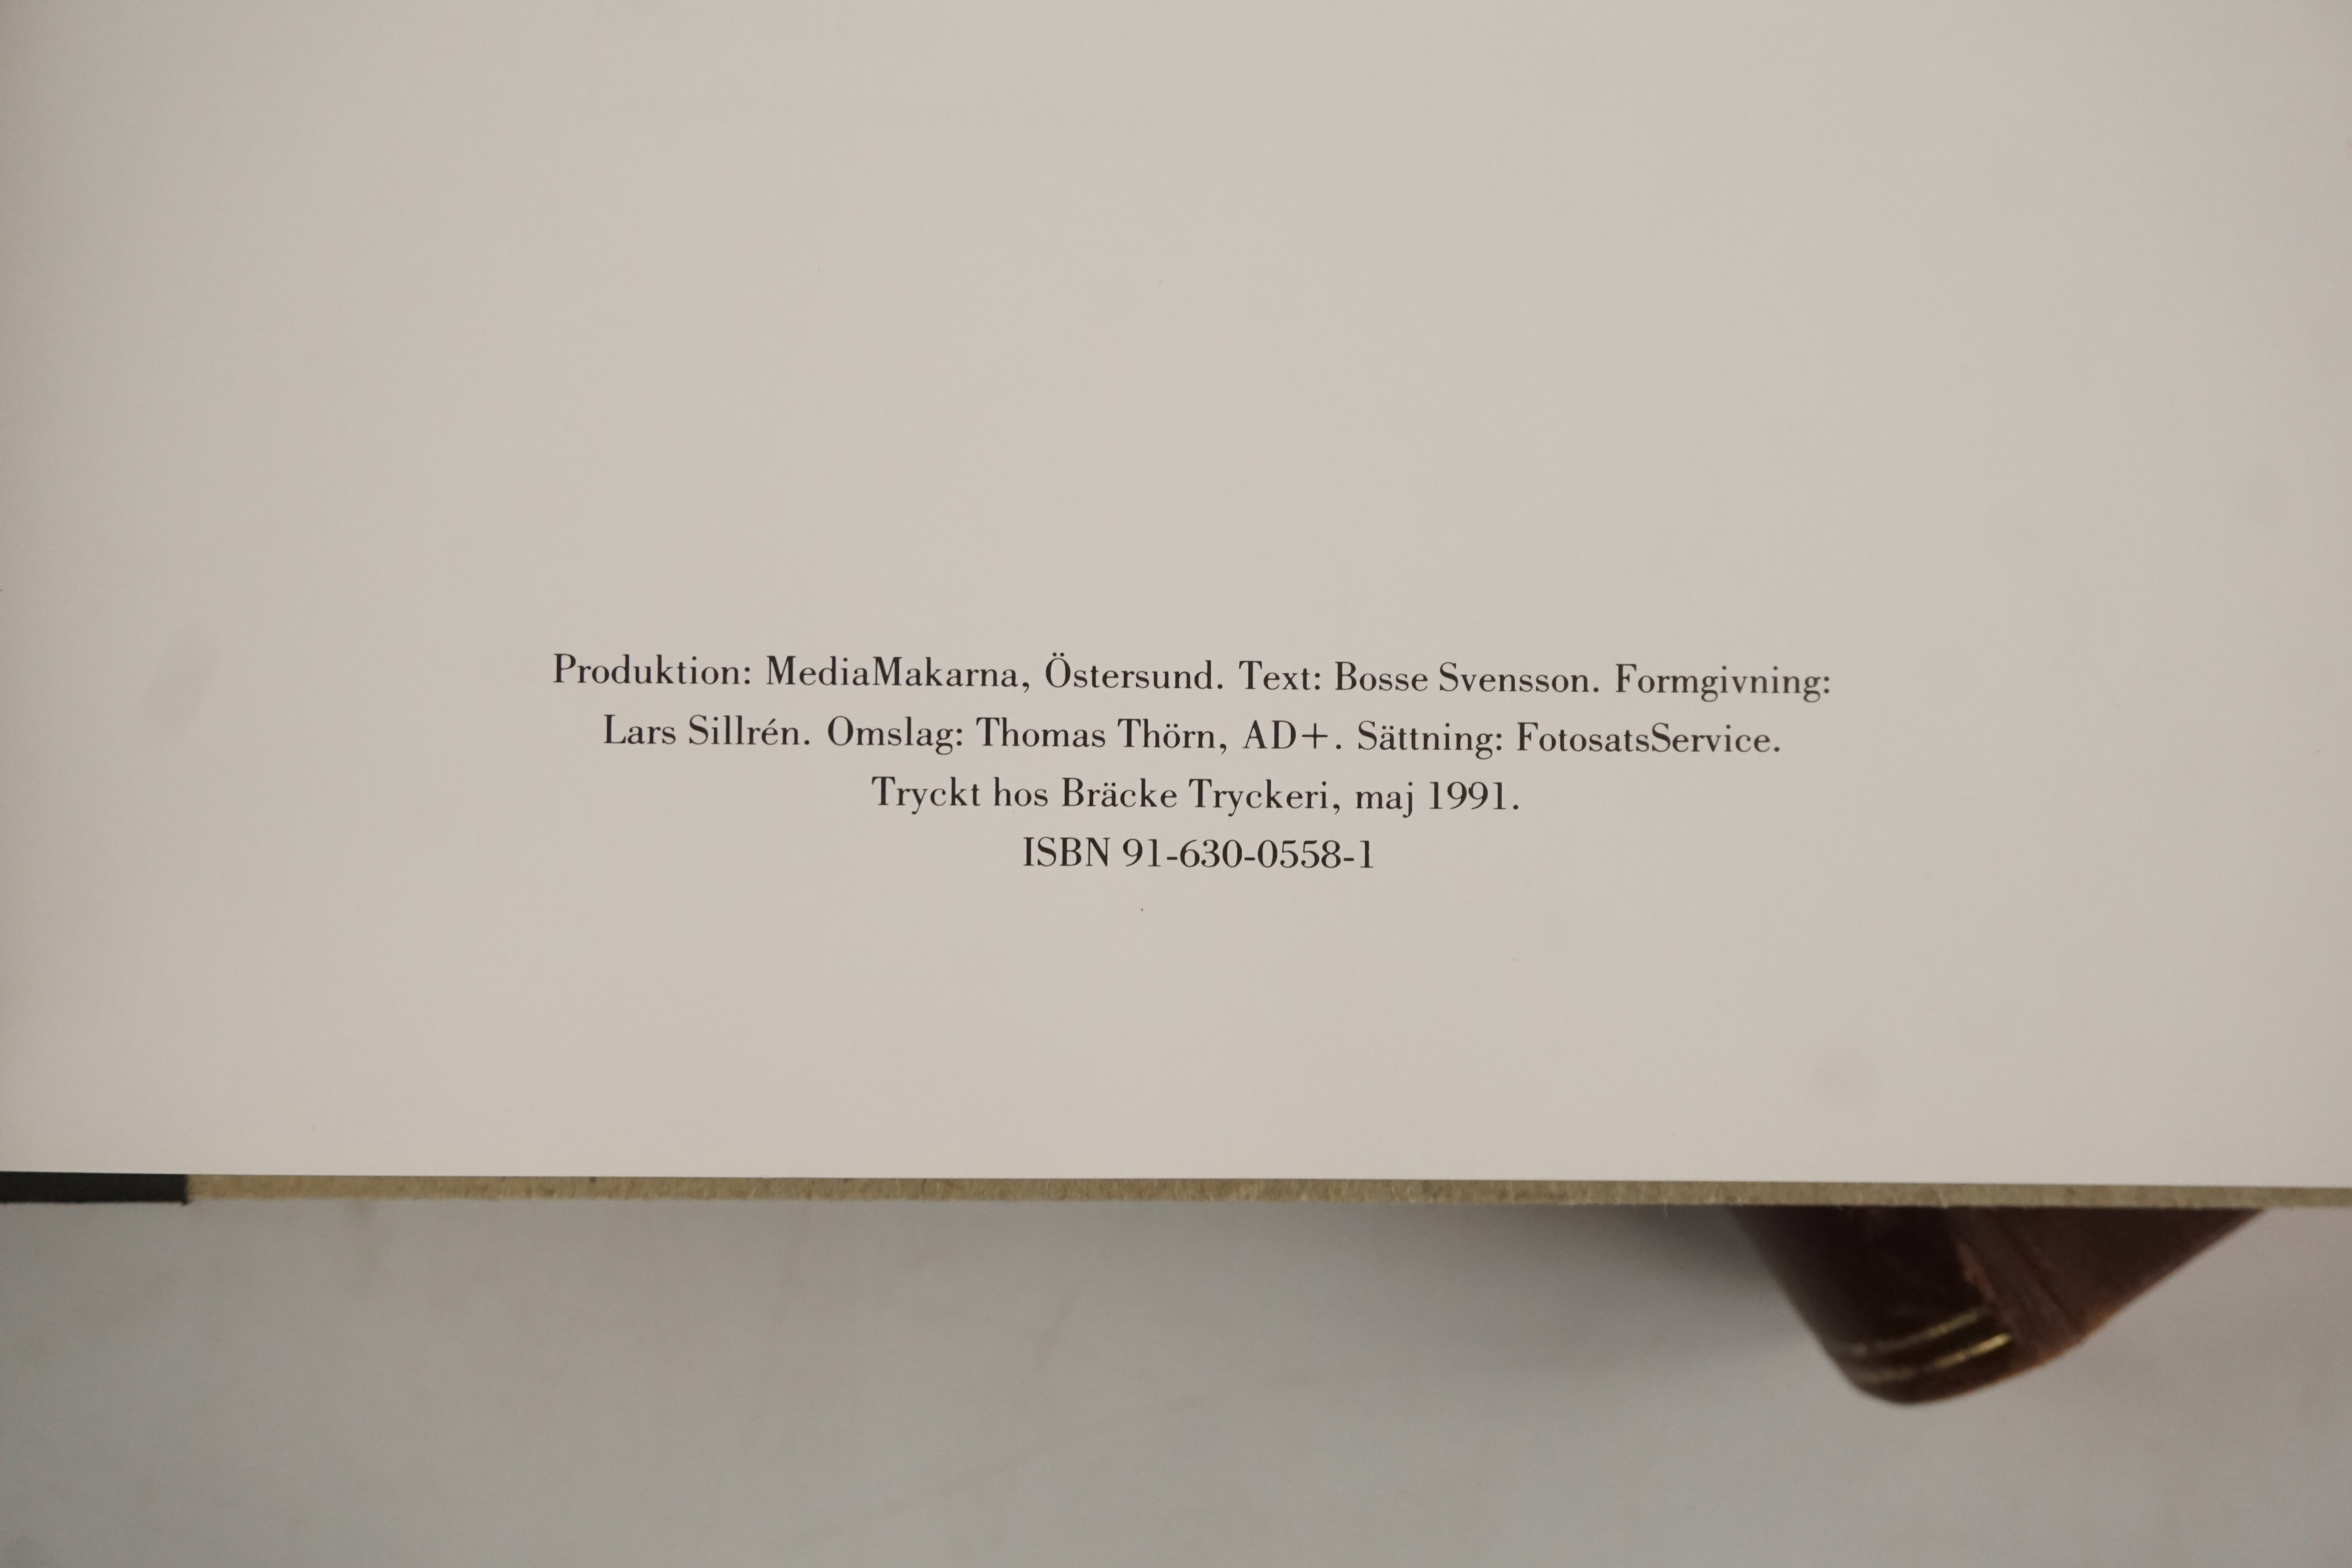 Produktion: MediaMakarna, Östersund. Text: Bosse Svensson. Formgivning:
Lars Sillrén. Omslag: Thomas Thörn, AD+. Sättning: FotosatsService.
Tryckt hos Bräcke Tryckeri, maj 1991.
ISBN 91-630-0558-1